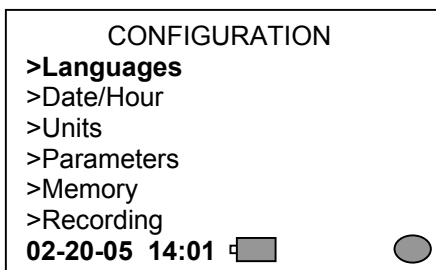 CONFIGURATION
>Languages
>Date/Hour
>Units
>Parameters
>Memory
>Recording
02-20-05 14:01